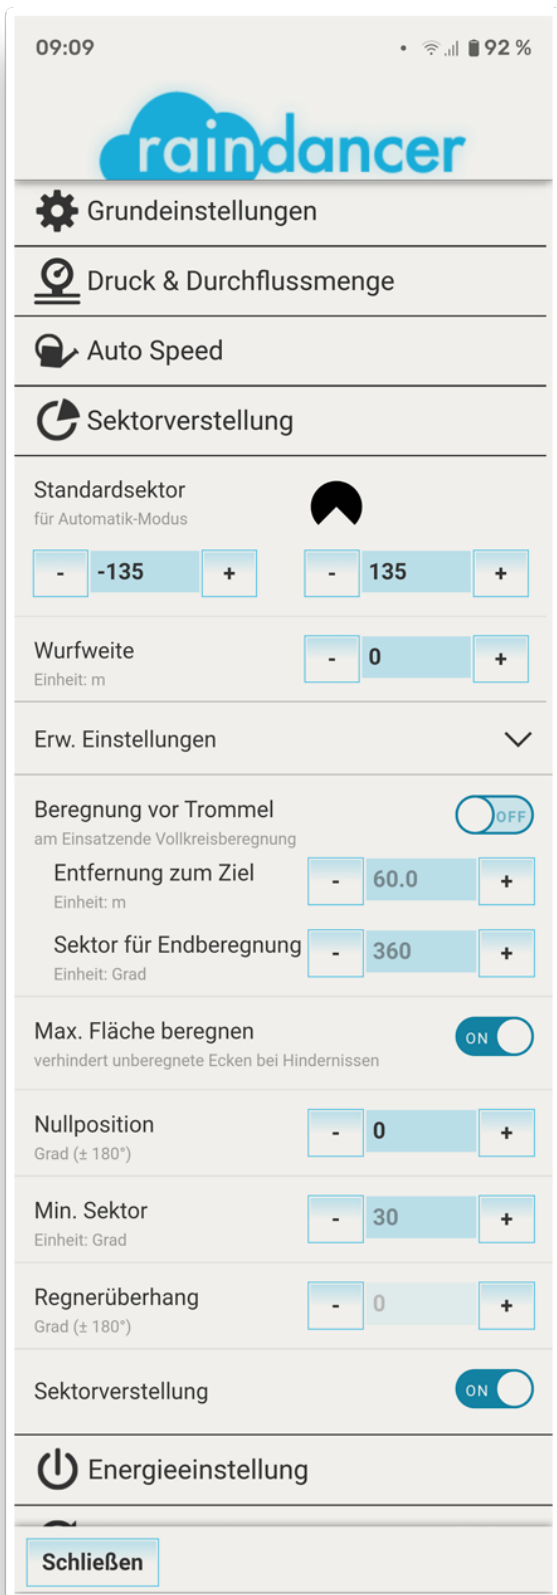 09:09
92 %
raindancer
Grundeinstellungen
Druck & Durchflussmenge
Auto Speed
Sektorverstellung
Standardsektor
für Automatik-Modus
- -135 + - 135 +
Wurfweite
Einheit: m
- 0 +
Erw. Einstellungen
Beregnung vor Trommel
am Einsatzende Vollkreisberegnung
OFF
Entfernung zum Ziel
Einheit: m
- 60.0 +
Sektor für Endberegnung
Einheit: Grad
- 360 +
Max. Fläche beregnen
verhindert unberegnete Ecken bei Hindernissen
ON
Nullposition
Grad (± 180°)
- 0 +
Min. Sektor
Einheit: Grad
- 30 +
Regnerüberhang
Grad (± 180°)
- 0 +
Sektorverstellung
ON
Energieeinstellung
Schließen